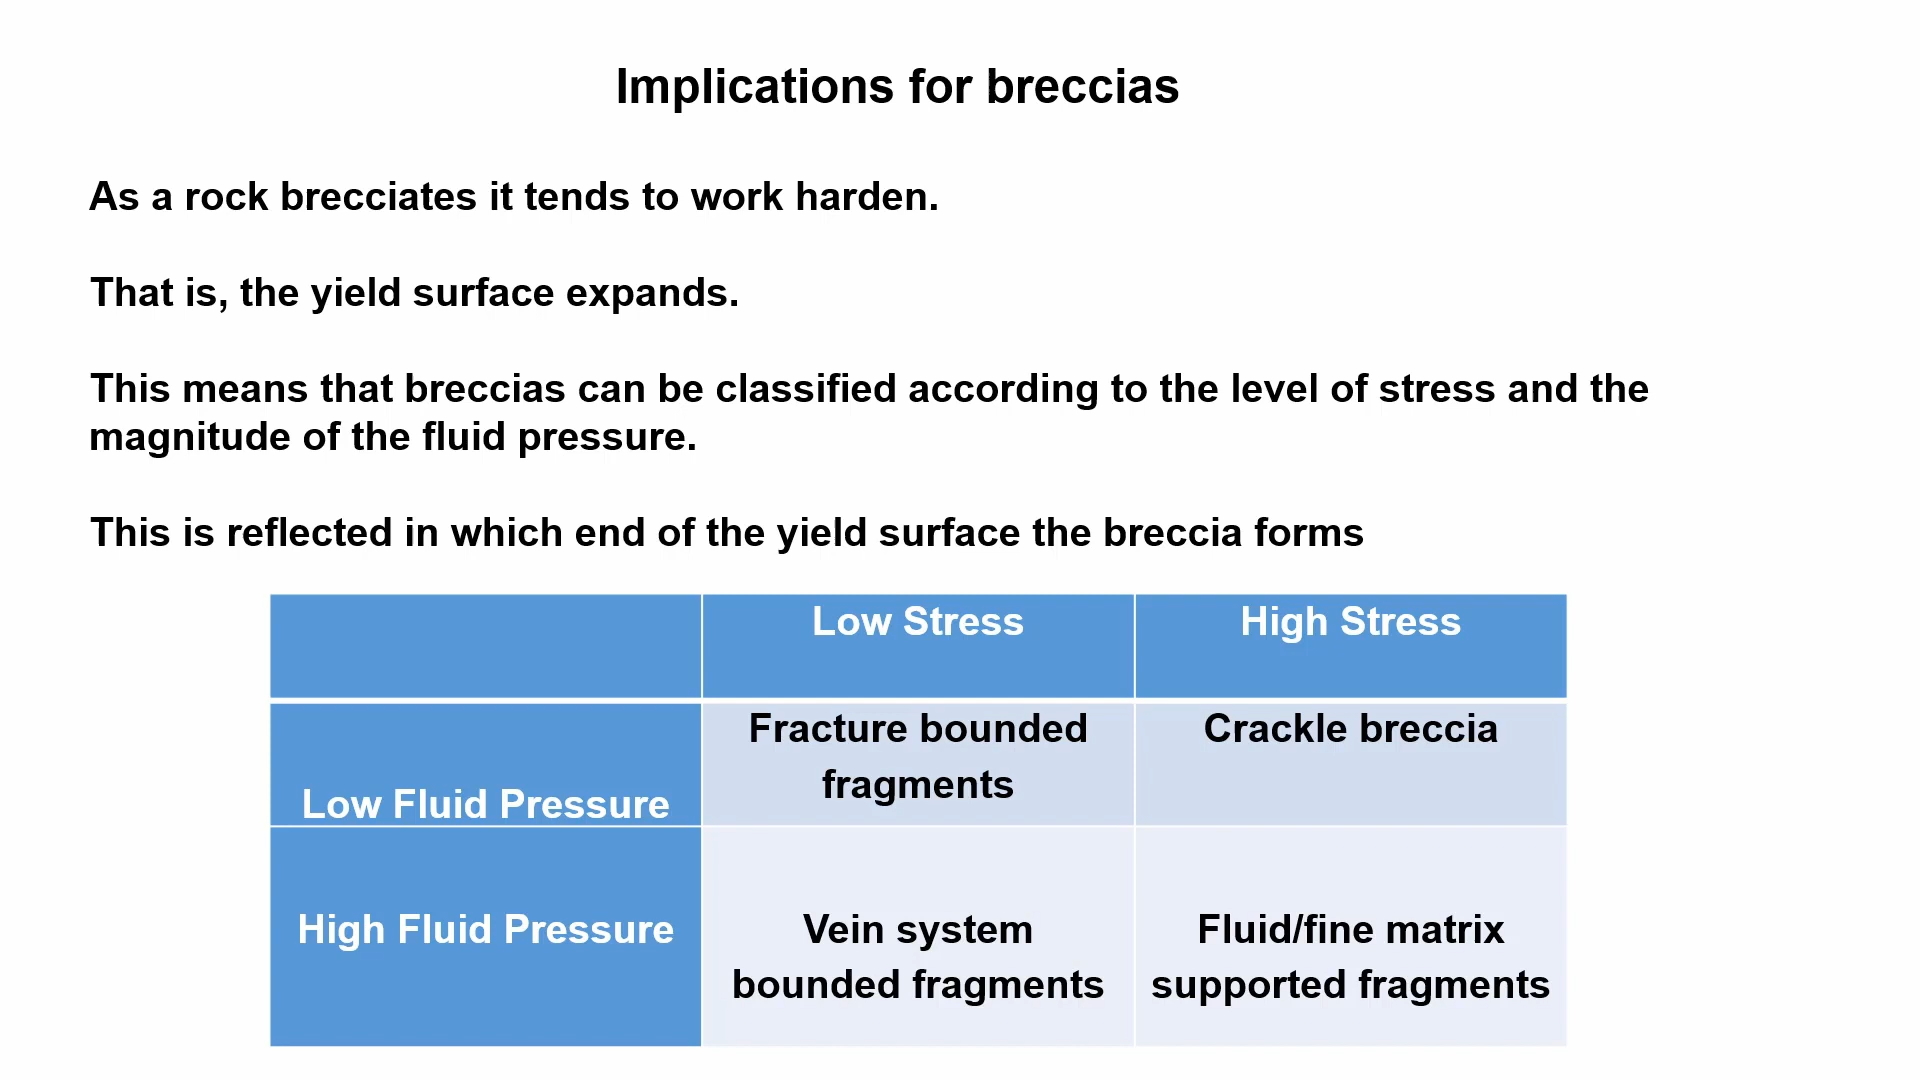 Implications for breccias
As a rock brecciates it tends to work harden.
That is, the yield surface expands.
This means that breccias can be classified according to the level of stress and the
magnitude of the fluid pressure.
This is reflected in which end of the yield surface the breccia forms
Low Stress
High Stress
Low Fluid Pressure
Fracture bounded
fragments
Crackle breccia
High Fluid Pressure
Vein system
bounded fragments
Fluid/fine matrix
supported fragments